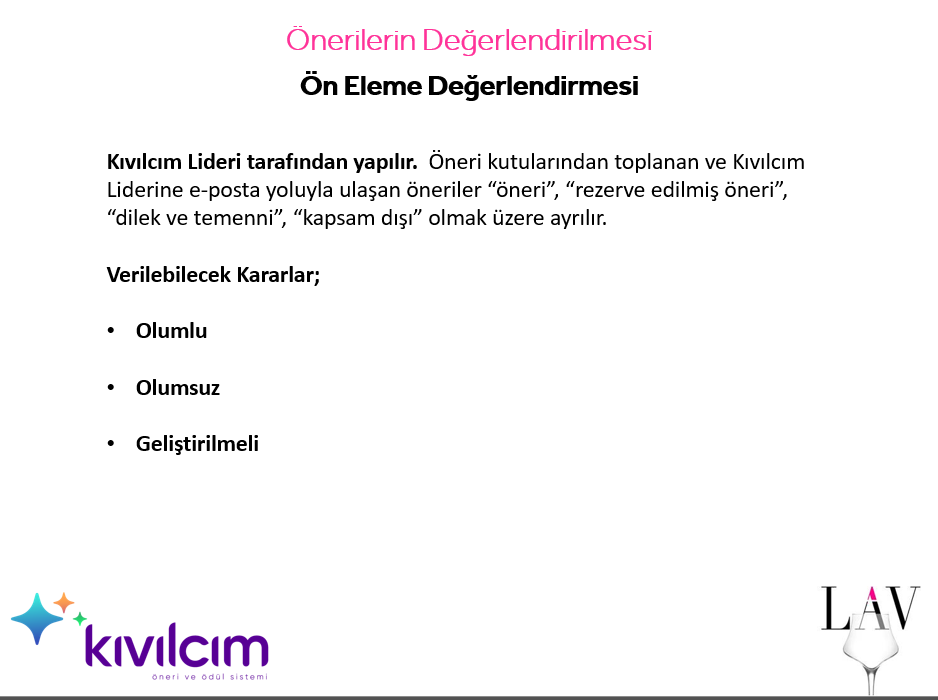 Önerilerin Değerlendirilmesi
Ön Eleme Değerlendirmesi
Kıvılcım Lideri tarafından yapılır. Öneri kutularından toplanan ve Kıvılcım
Liderine e-posta yoluyla ulaşan öneriler “öneri”, “rezerve edilmiş öneri”,
“dilek ve temenni”, “kapsam dışı” olmak üzere ayrılır.
Verilebilecek Kararlar;
• Olumlu
• Olumsuz
• Geliştirilmeli
kıvılcım
öneri ve ödül sistemi
LAV